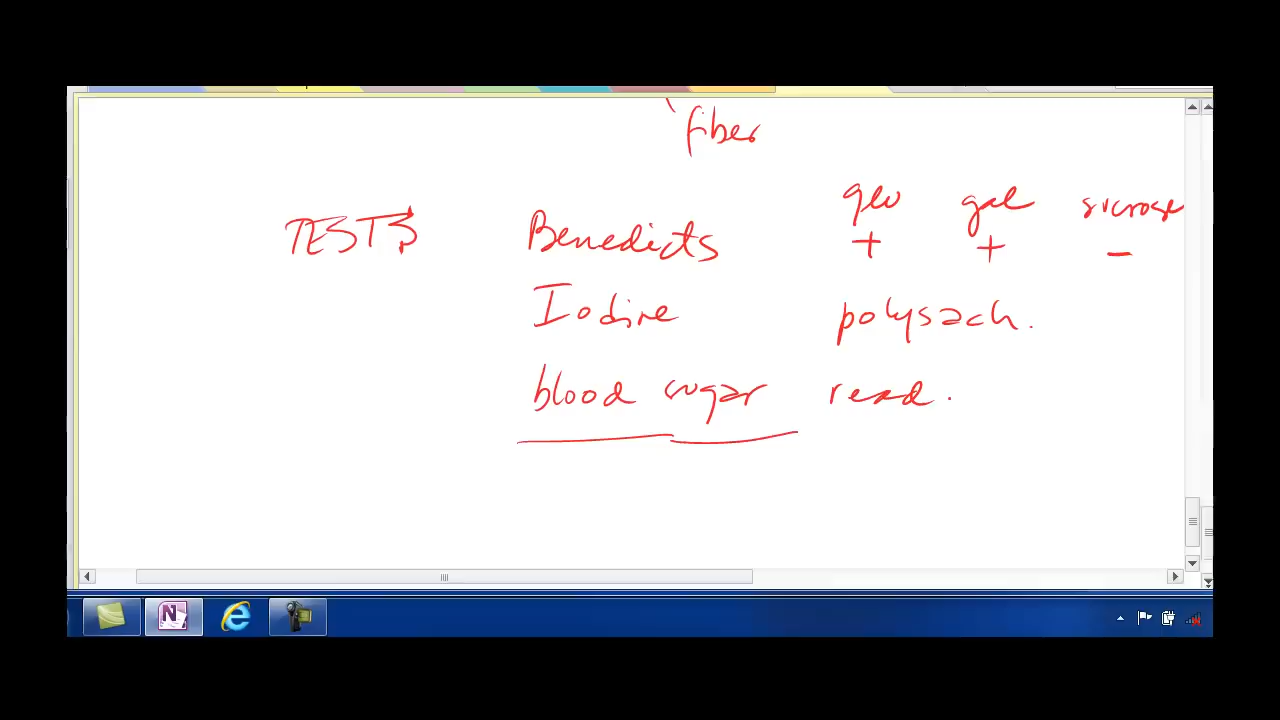 fiber
glu gal sucrose
TESTS Benedicts + + -
Iodine polysach.
blood sugar read.